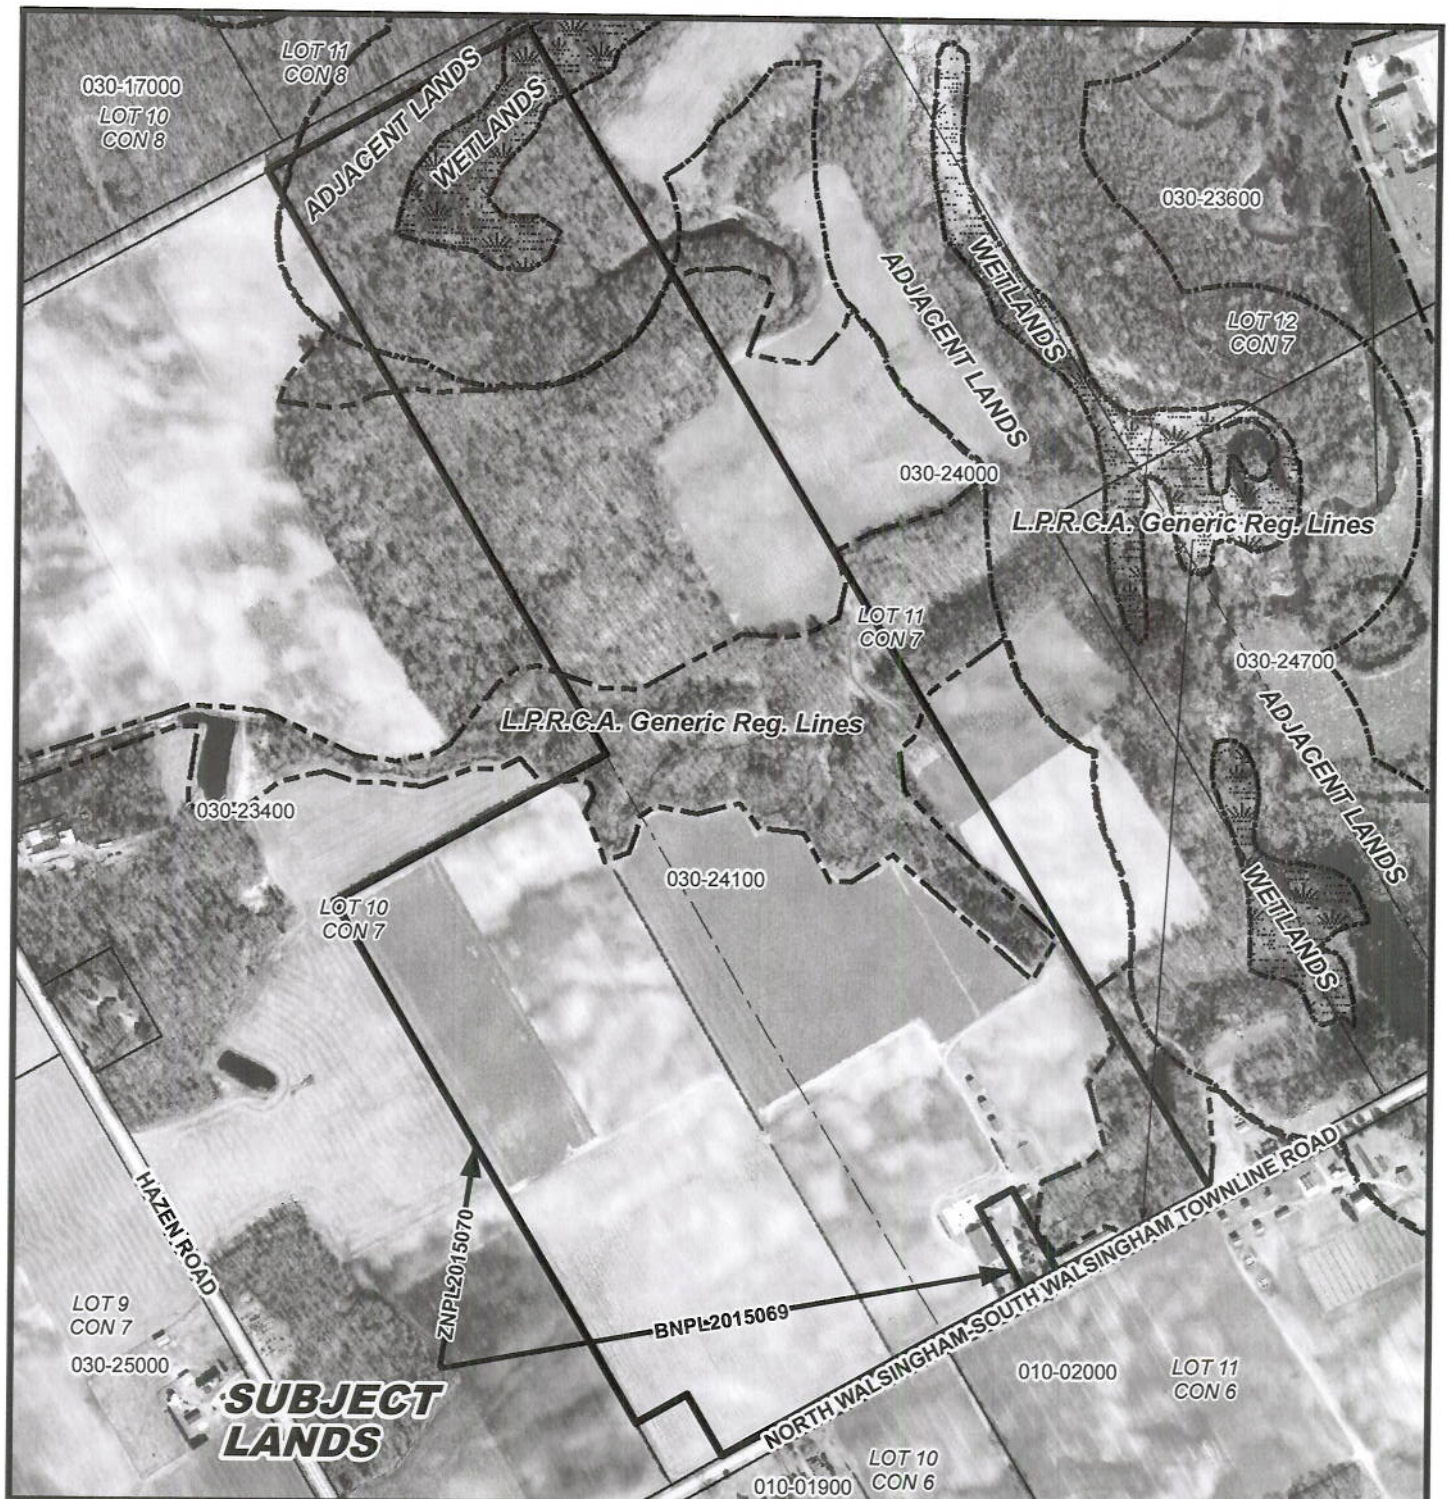 LOT 11
CON 8
030-17000
LOT 10
CON 8
ADJACENT LANDS
WETLANDS
030-23600
WETLANDS
ADJACENT LANDS
LOT 12
CON 7
030-24000
L.P.R.C.A. Generic Reg. Lines
LOT 11
CON 7
030-24700
L.P.R.C.A. Generic Reg. Lines
ADJACENT LANDS
030-23400
030-24100
WETLANDS
LOT 10
CON 7
HAZEN ROAD
ZNPL2015070
BNPL2015069
NORTH WALSINGHAM-SOUTH WALSINGHAM TOWNLINE ROAD
LOT 9
CON 7
030-25000
SUBJECT
LANDS
010-02000
LOT 11
CON 6
LOT 10
CON 6
010-01900